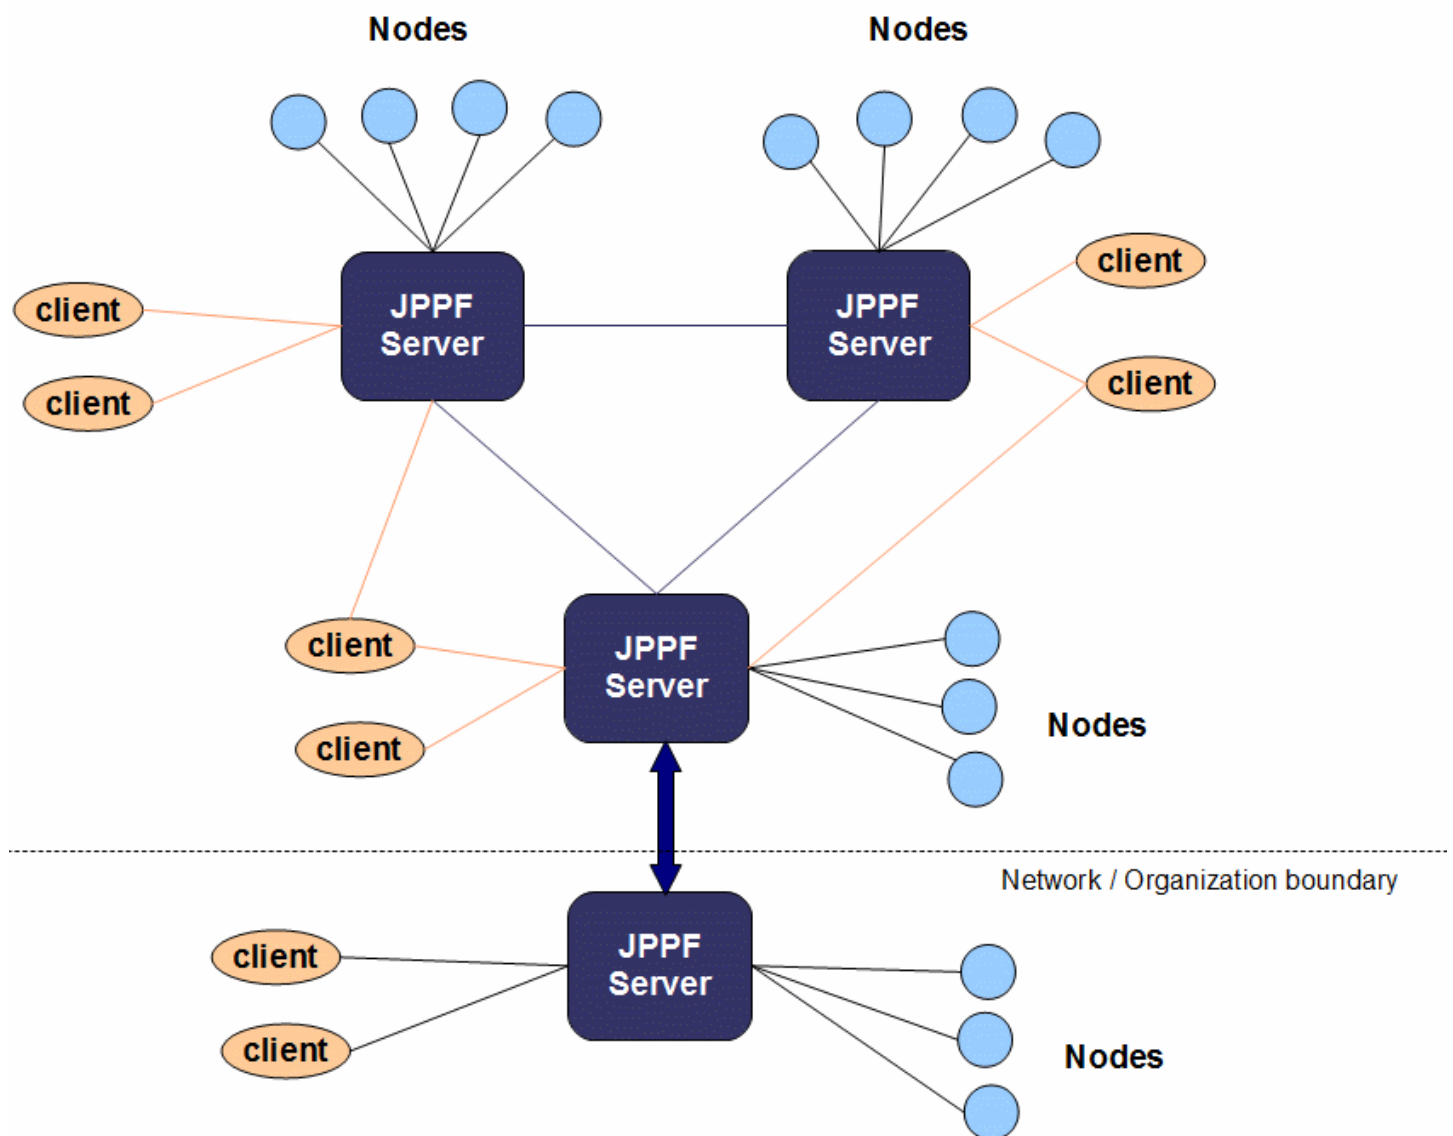 Nodes
Nodes
client
JPPF
Server
JPPF
Server
client
client
client
client
JPPF
Server
client
Nodes
Network / Organization boundary
client
JPPF
Server
client
Nodes